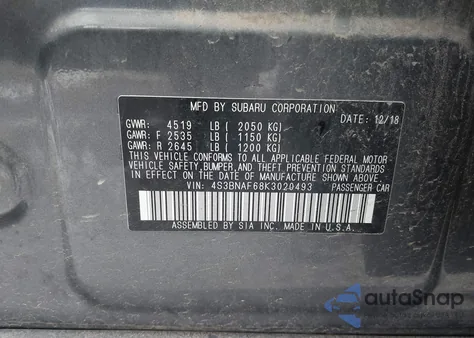 MFD BY SUBARU CORPORATION
GVWR: 4519 LB ( 2050 KG) DATE: 12/18
GAWR: F 2535 LB ( 1150 KG)
GAWR: R 2645 LB ( 1200 KG)
THIS VEHICLE CONFORMS TO ALL APPLICABLE FEDERAL MOTOR
VEHICLE SAFETY, BUMPER, AND THEFT PREVENTION STANDARDS
IN EFFECT ON THE DATE OF MANUFACTURE SHOWN ABOVE.
VIN: 4S3BNAF68K3020493 PASSENGER CAR
ASSEMBLED BY SIA INC. MADE IN U.S.A.
autoSnap